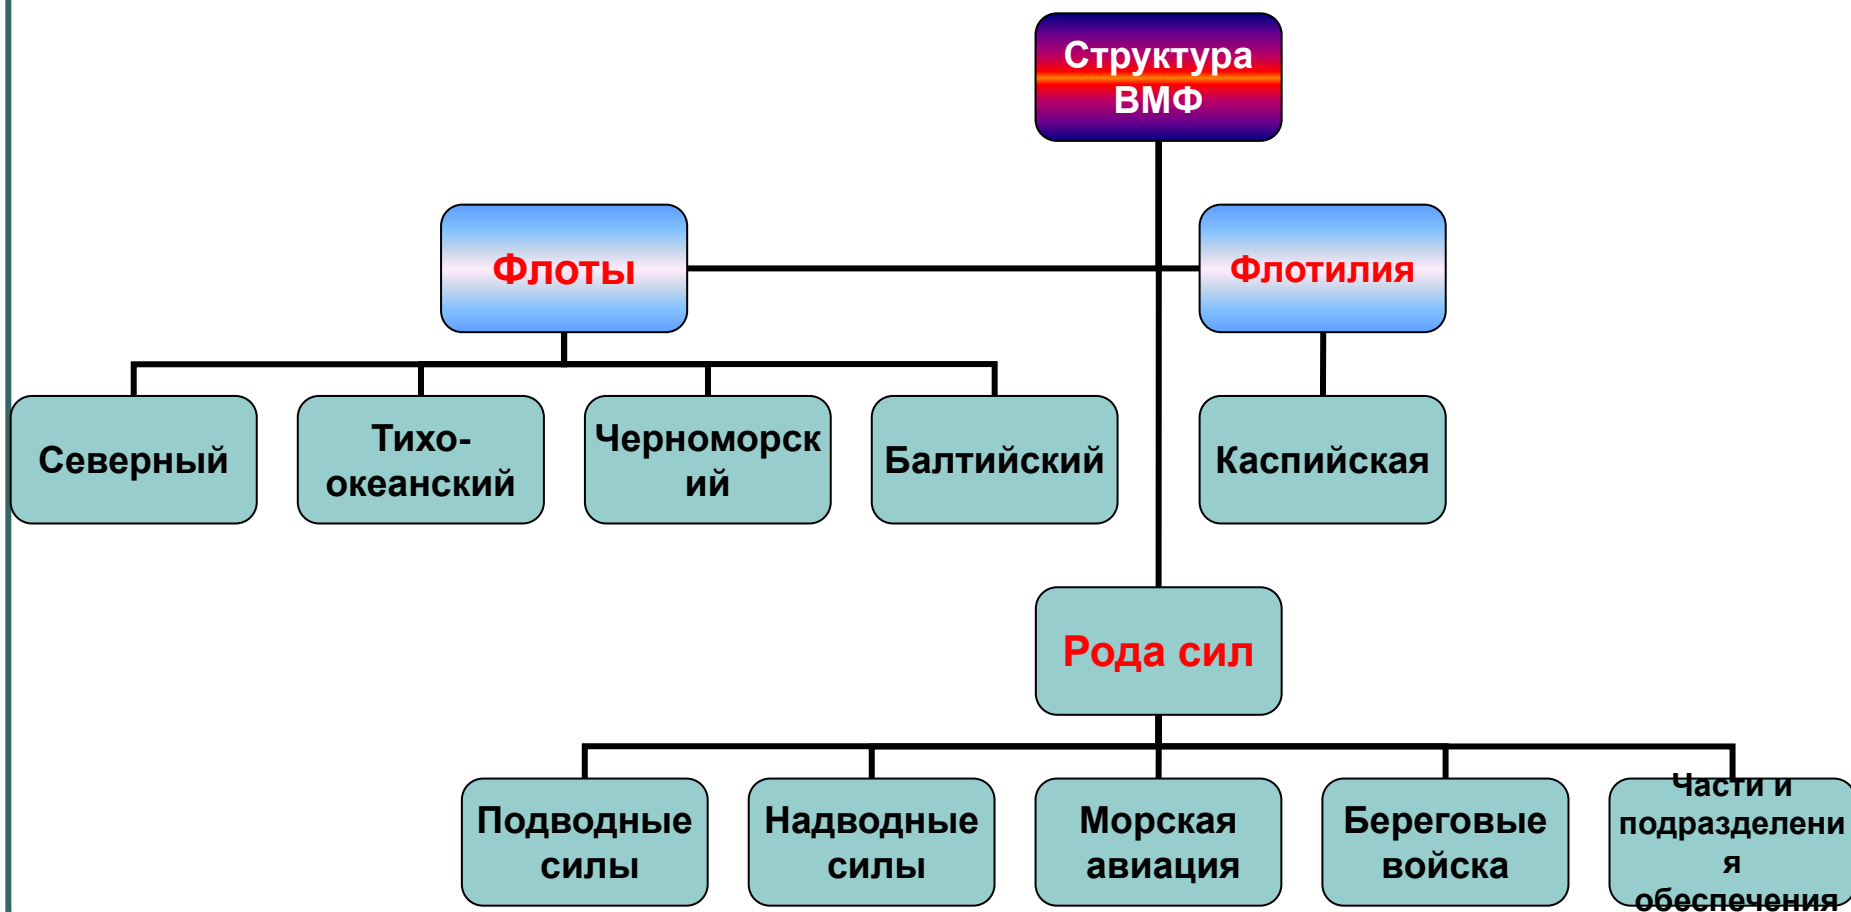 Структура
ВМФ
Флоты
Флотилия
Северный
Тихо-
океанский
Черноморск
ий
Балтийский
Каспийская
Рода сил
Подводные
силы
Надводные
силы
Морская
авиация
Береговые
войска
Части и
подразделени
я
обеспечения